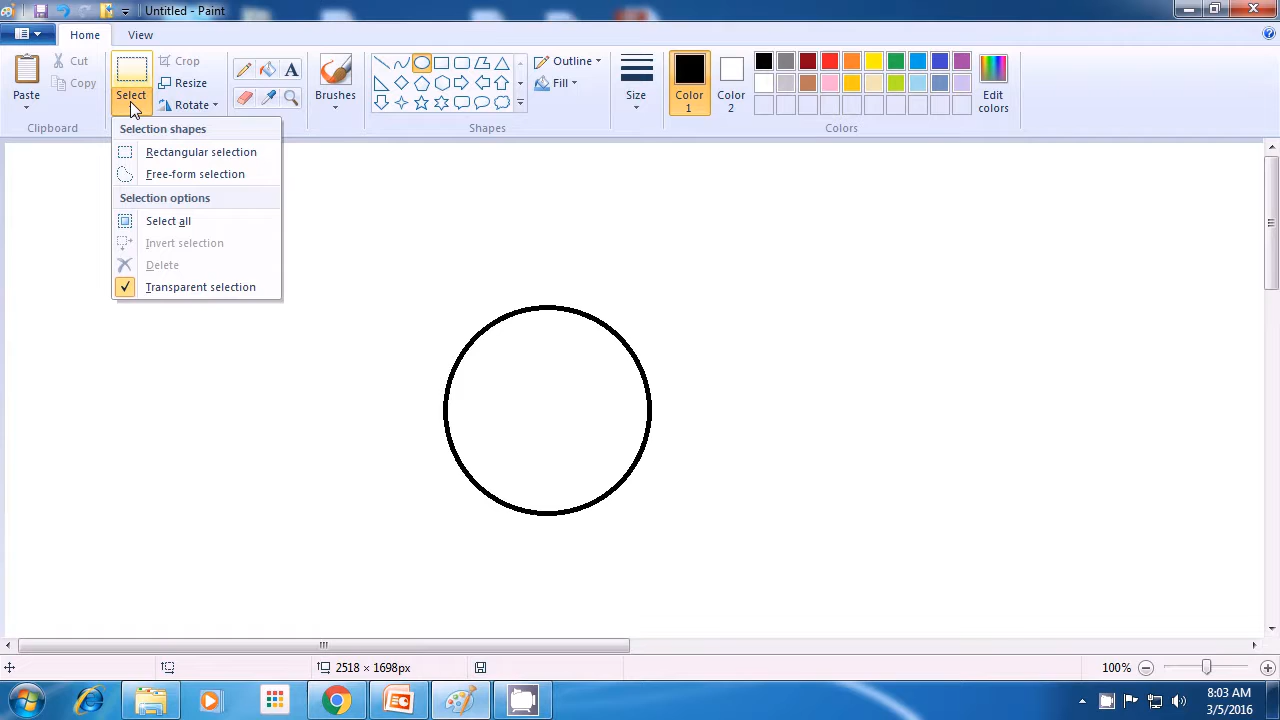 Untitled - Paint
Home View
Paste
Cut
Copy
Clipboard
Select
Crop
Resize
Rotate
Brushes
Outline
Fill
Shapes
Size
Color 1
Color 2
Edit colors
Colors
Selection shapes
Rectangular selection
Free-form selection
Selection options
Select all
Invert selection
Delete
Transparent selection
2518 × 1698px
100%
8:03 AM
3/5/2016